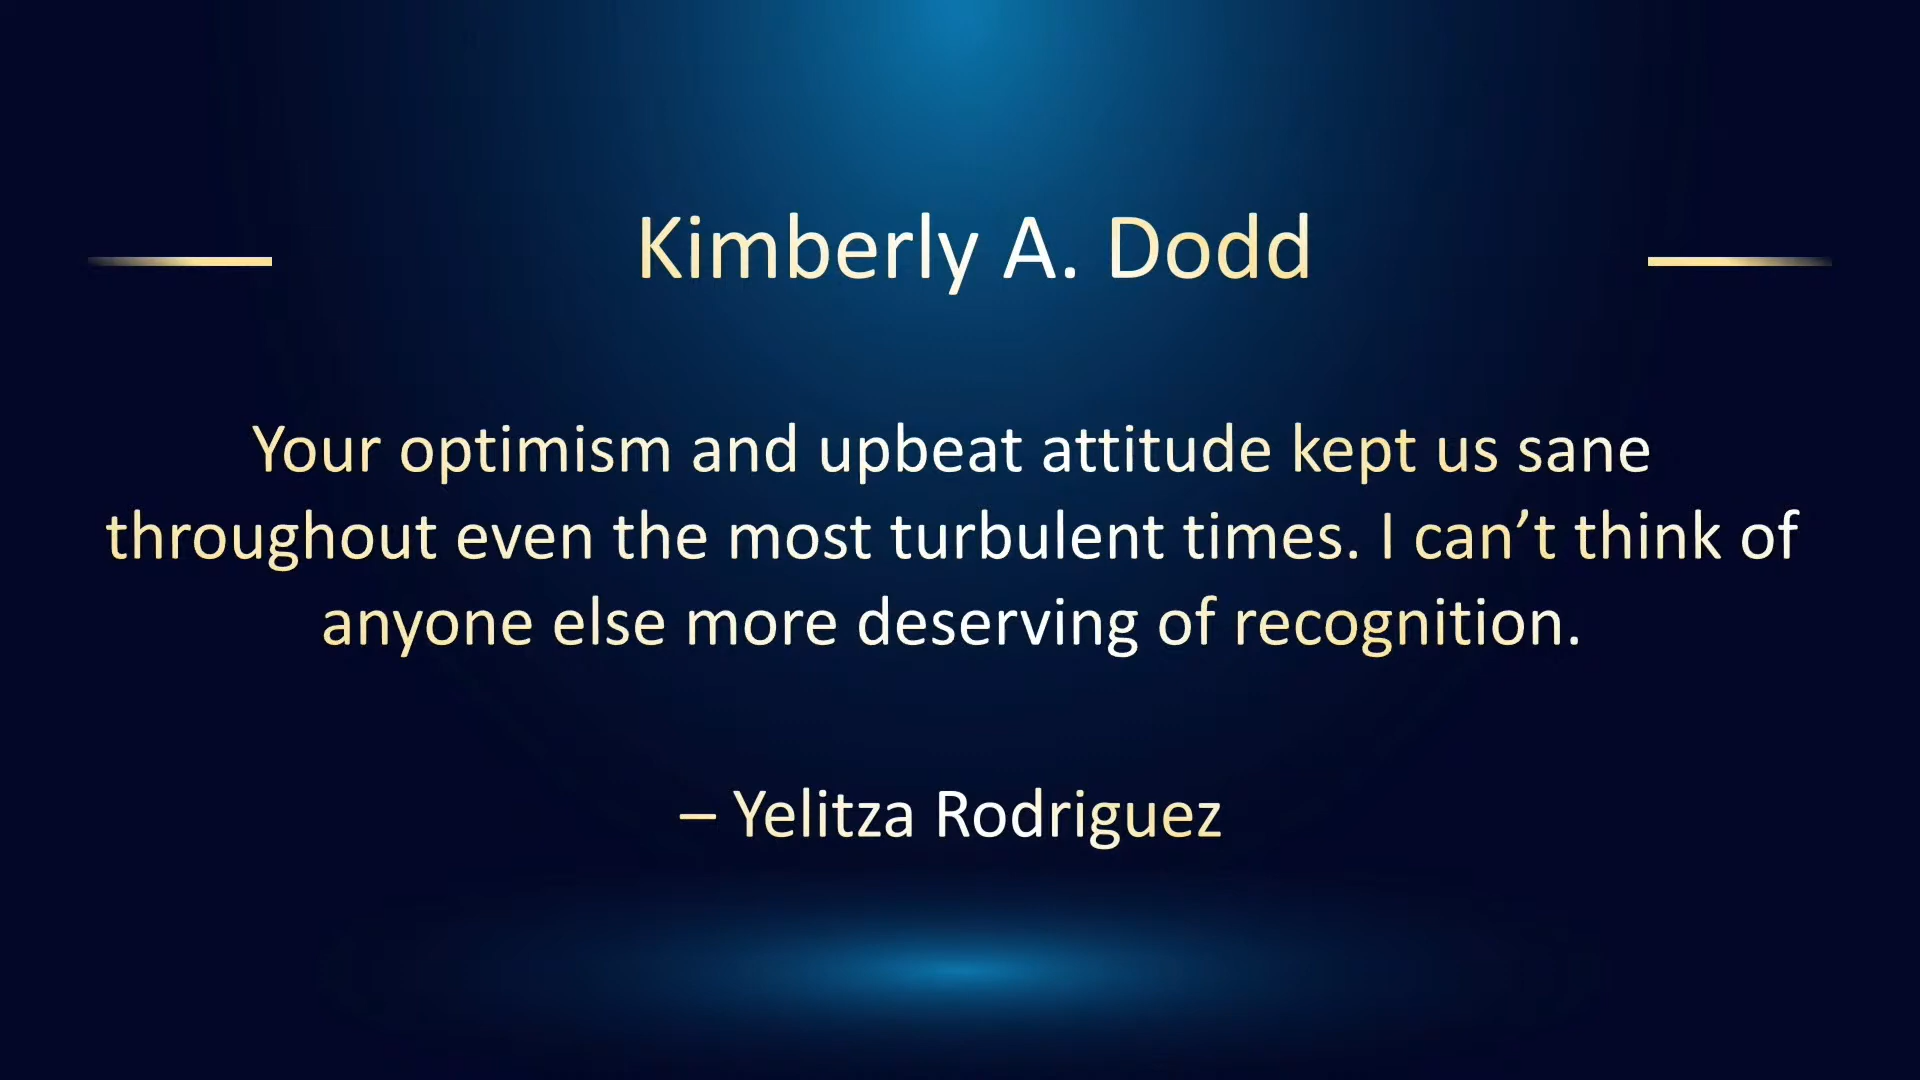 Kimberly A. Dodd
Your optimism and upbeat attitude kept us sane
throughout even the most turbulent times. I can’t think of
anyone else more deserving of recognition.
– Yelitza Rodriguez